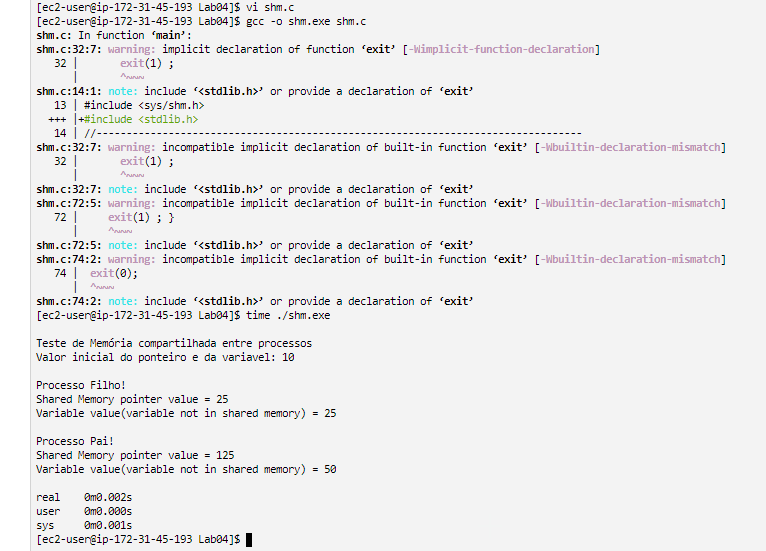 [ec2-user@ip-172-31-45-193 Lab04]$ vi shm.c
[ec2-user@ip-172-31-45-193 Lab04]$ gcc -o shm.exe shm.c
shm.c: In function ‘main’:
shm.c:32:7: warning: implicit declaration of function ‘exit’ [-Wimplicit-function-declaration]
   32 |       exit(1) ;
      |       ^~~~
shm.c:14:1: note: include ‘<stdlib.h>’ or provide a declaration of ‘exit’
   13 | #include <sys/shm.h>
  +++ |+#include <stdlib.h>
   14 | //---------------------------------------------------------------------------------
shm.c:32:7: warning: incompatible implicit declaration of built-in function ‘exit’ [-Wbuiltin-declaration-mismatch]
   32 |       exit(1) ;
      |       ^~~~
shm.c:32:7: note: include ‘<stdlib.h>’ or provide a declaration of ‘exit’
shm.c:72:5: warning: incompatible implicit declaration of built-in function ‘exit’ [-Wbuiltin-declaration-mismatch]
   72 |     exit(1) ; }
      |     ^~~~
shm.c:72:5: note: include ‘<stdlib.h>’ or provide a declaration of ‘exit’
shm.c:74:2: warning: incompatible implicit declaration of built-in function ‘exit’ [-Wbuiltin-declaration-mismatch]
   74 |  exit(0);
      |  ^~~~
shm.c:74:2: note: include ‘<stdlib.h>’ or provide a declaration of ‘exit’
[ec2-user@ip-172-31-45-193 Lab04]$ time ./shm.exe

Teste de Memória compartilhada entre processos
Valor inicial do ponteiro e da variavel: 10

Processo Filho!
Shared Memory pointer value = 25
Variable value(variable not in shared memory) = 25

Processo Pai!
Shared Memory pointer value = 125
Variable value(variable not in shared memory) = 50

real    0m0.002s
user    0m0.000s
sys     0m0.001s
[ec2-user@ip-172-31-45-193 Lab04]$